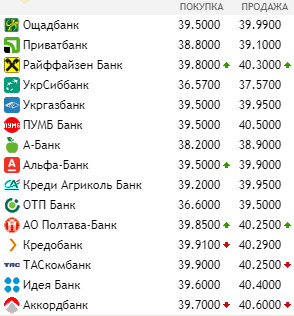 ПОКУПКА ПРОДАЖА
Ощадбанк 39.5000 39.9900
Приватбанк 38.8000 39.1000
Райффайзен Банк 39.8000 40.3000
УкрСиббанк 36.5700 37.5700
Укргазбанк 39.5000 39.9500
ПУМБ ПУМБ Банк 39.5000 40.5000
А-Банк 38.2000 38.9000
А Альфа-Банк 39.5000 39.9000
CA Креди Агриколь Банк 39.2000 39.9500
ОТП Банк 36.6000 39.5000
АО Полтава-Банк 39.8500 40.2500
Кредобанк 39.9100 40.2900
ТАС ТАСкомбанк 39.9000 40.2500
Идея Банк 39.6000 40.4000
Аккордбанк 39.7000 40.6000